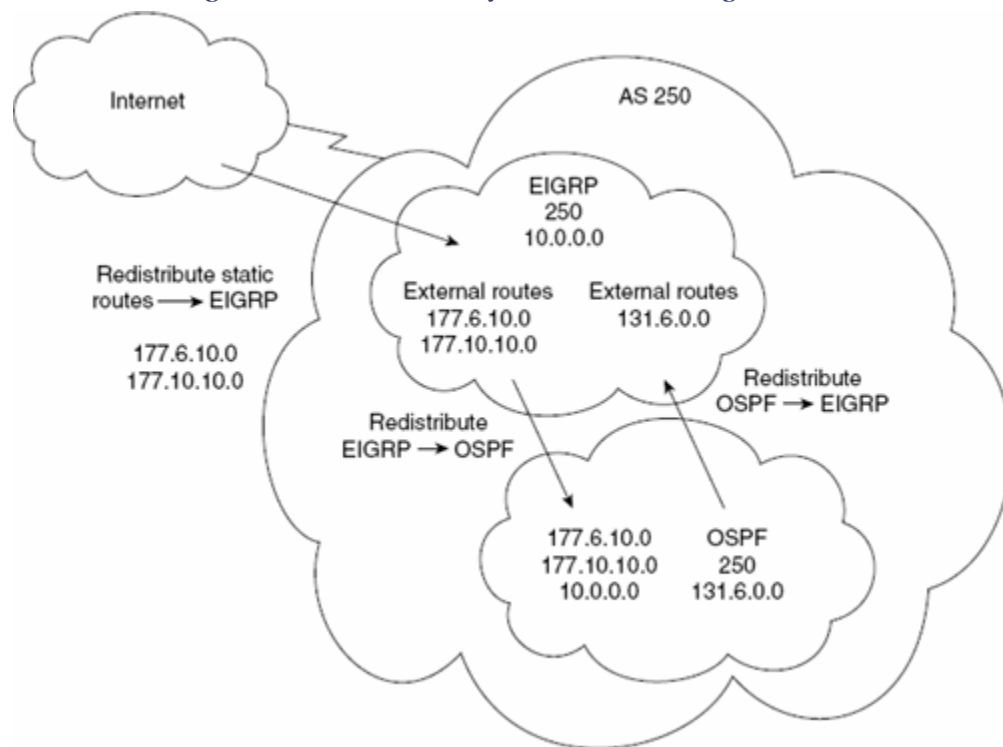 Internet
AS 250
EIGRP
250
10.0.0.0
Redistribute static
routes → EIGRP
177.6.10.0
177.10.10.0
External routes
177.6.10.0
177.10.10.0
External routes
131.6.0.0
Redistribute
EIGRP → OSPF
Redistribute
OSPF → EIGRP
177.6.10.0
177.10.10.0
10.0.0.0
OSPF
250
131.6.0.0